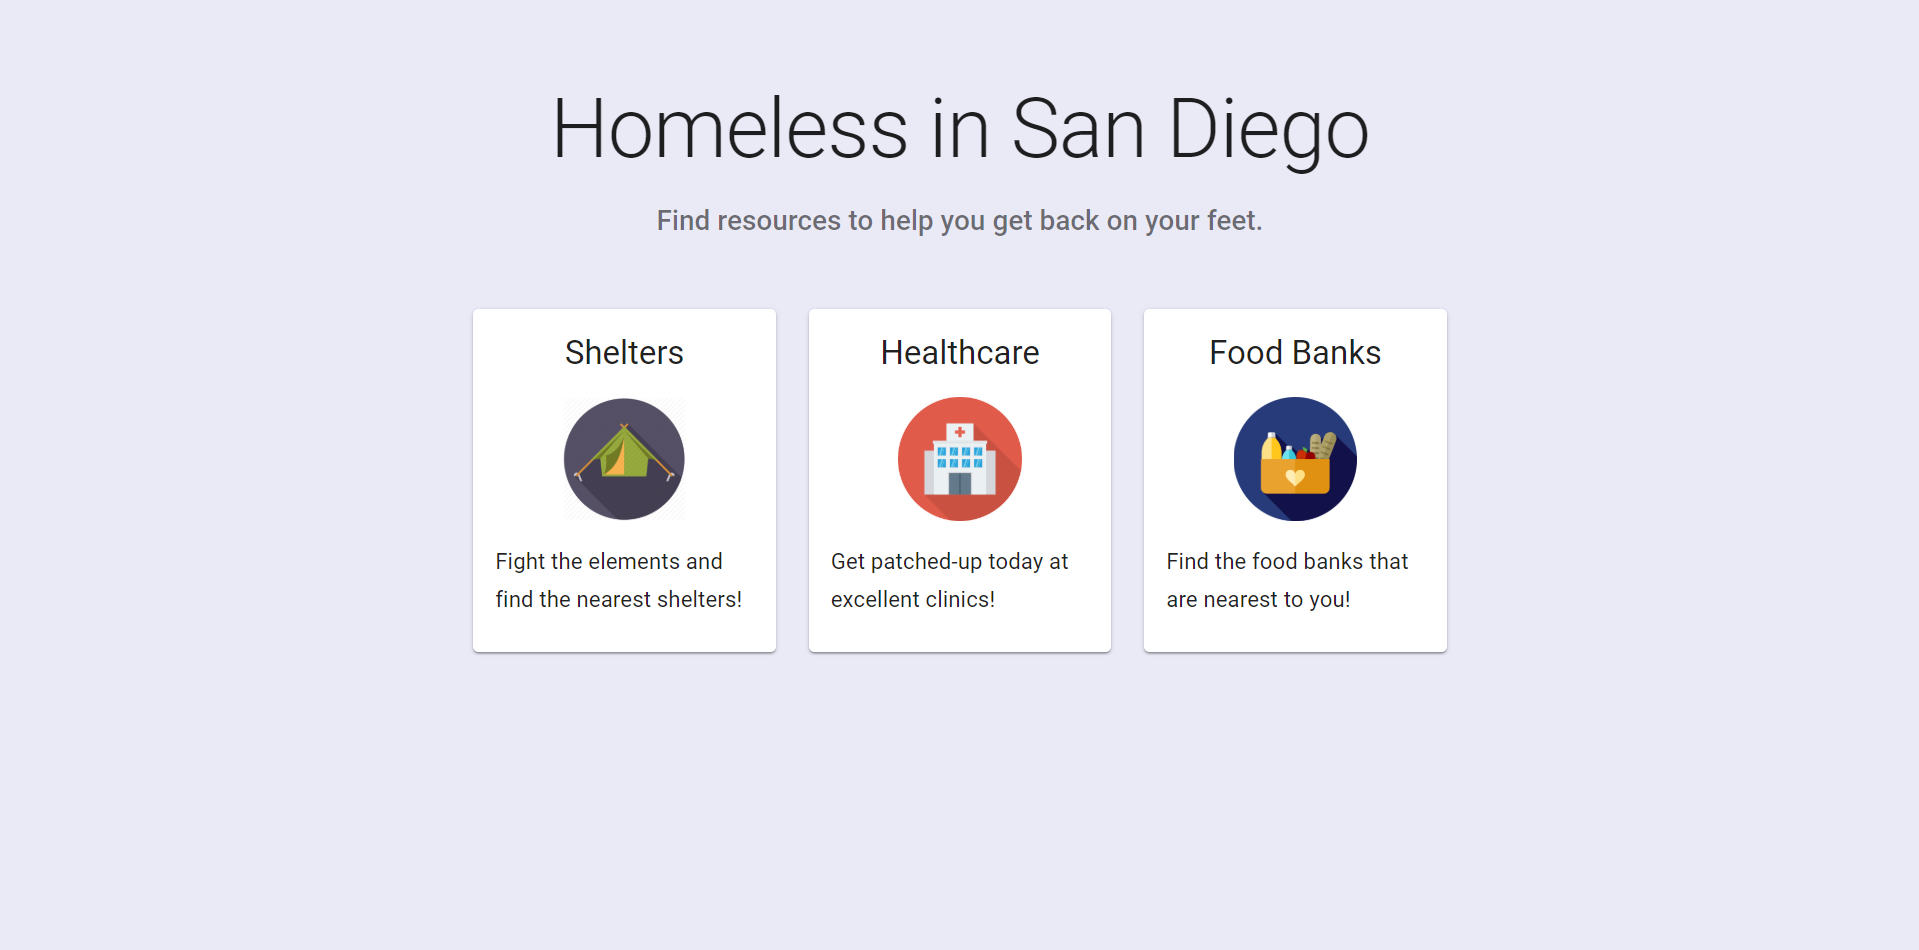 Homeless in San Diego
Find resources to help you get back on your feet.
Shelters
Fight the elements and
find the nearest shelters!
Healthcare
Get patched-up today at
excellent clinics!
Food Banks
Find the food banks that
are nearest to you!